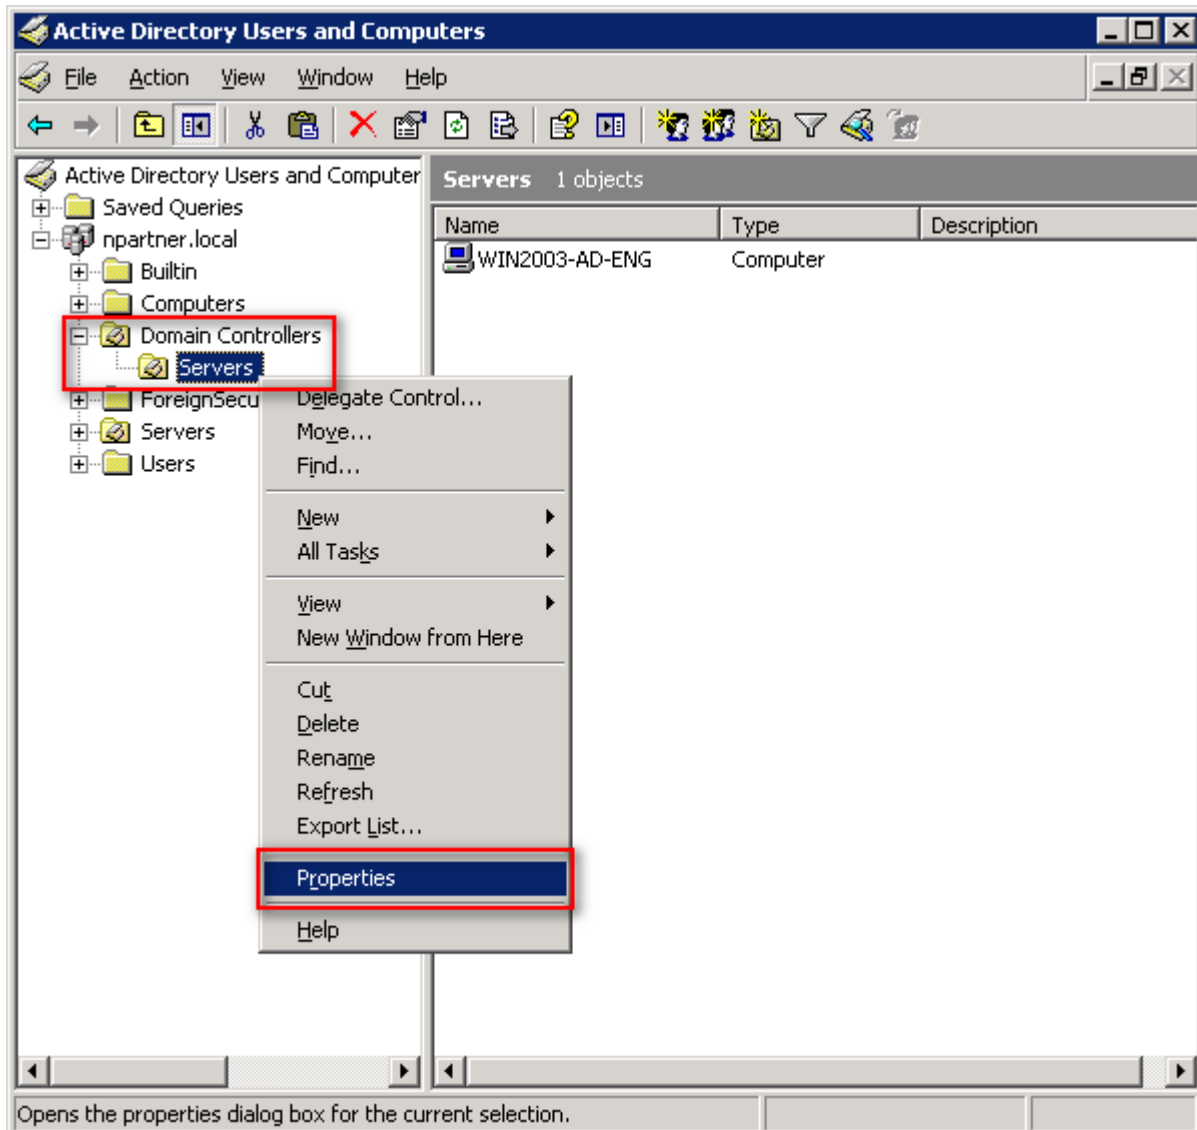 Active Directory Users and Computers
File Action View Window Help
Active Directory Users and Computer
Saved Queries
npartner.local
Builtin
Computers
Domain Controllers
Servers
ForeignSecu
Servers
Users
Servers 1 objects
Name Type Description
WIN2003-AD-ENG Computer
Delegate Control...
Move...
Find...
New
All Tasks
View
New Window from Here
Cut
Delete
Rename
Refresh
Export List...
Properties
Help
Opens the properties dialog box for the current selection.